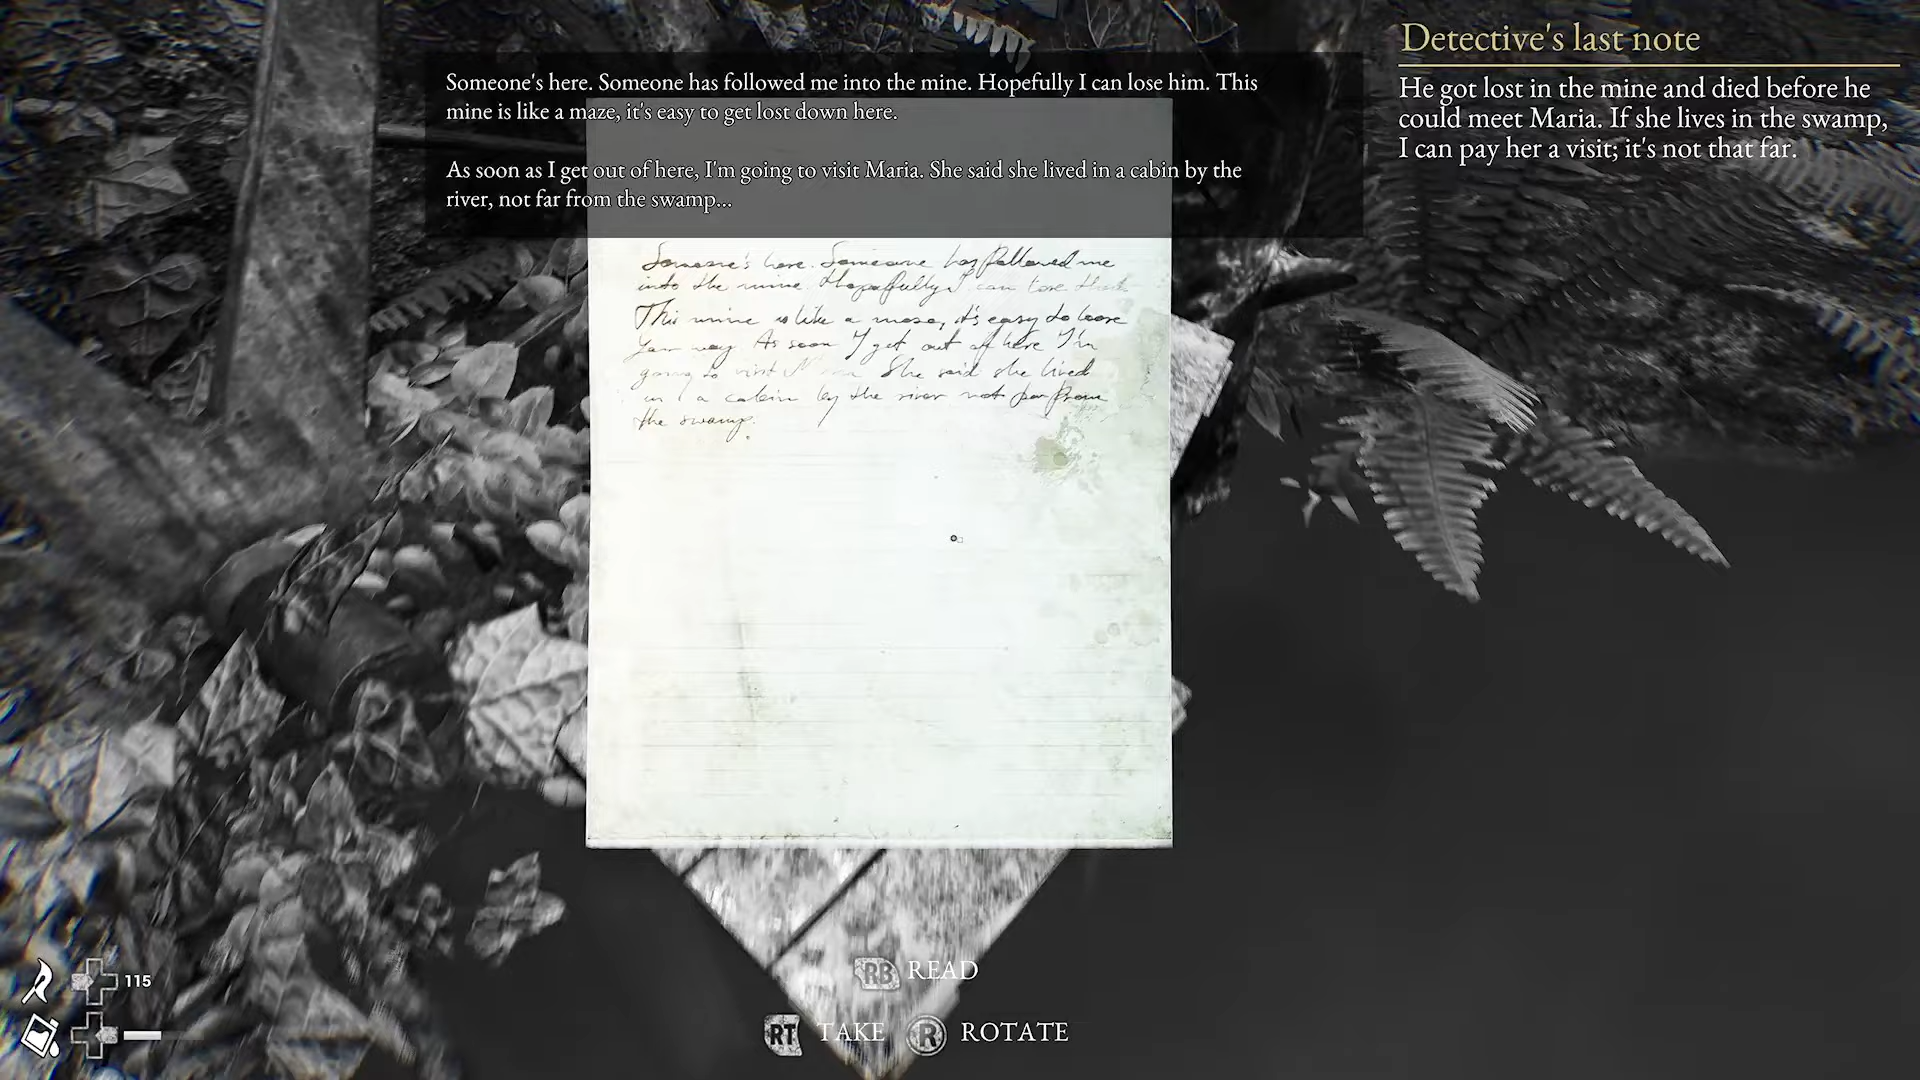 Detective's last note
He got lost in the mine and died before he
could meet Maria. If she lives in the swamp,
I can pay her a visit; it's not that far.
Someone's here. Someone has followed me into the mine. Hopefully I can lose him. This
mine is like a maze, it's easy to get lost down here.
As soon as I get out of here, I'm going to visit Maria. She said she lived in a cabin by the
river, not far from the swamp...
Someone's here. Someone has followed me
into the mine. Hopefully I can lose
This mine is like a maze, it's easy to loose
your way. As soon I get out of here I'm
going to visit She said she lived
in a cabin by the river not far from
the swamp.
115
RB READ
RT TAKE R ROTATE